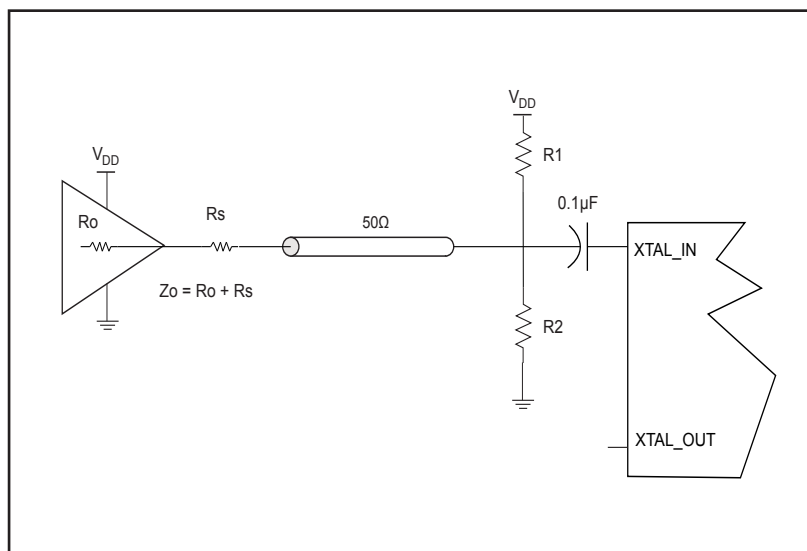 V_DD
R1
V_DD
0.1µF
Ro
Rs
50Ω
XTAL_IN
Zo = Ro + Rs
R2
XTAL_OUT